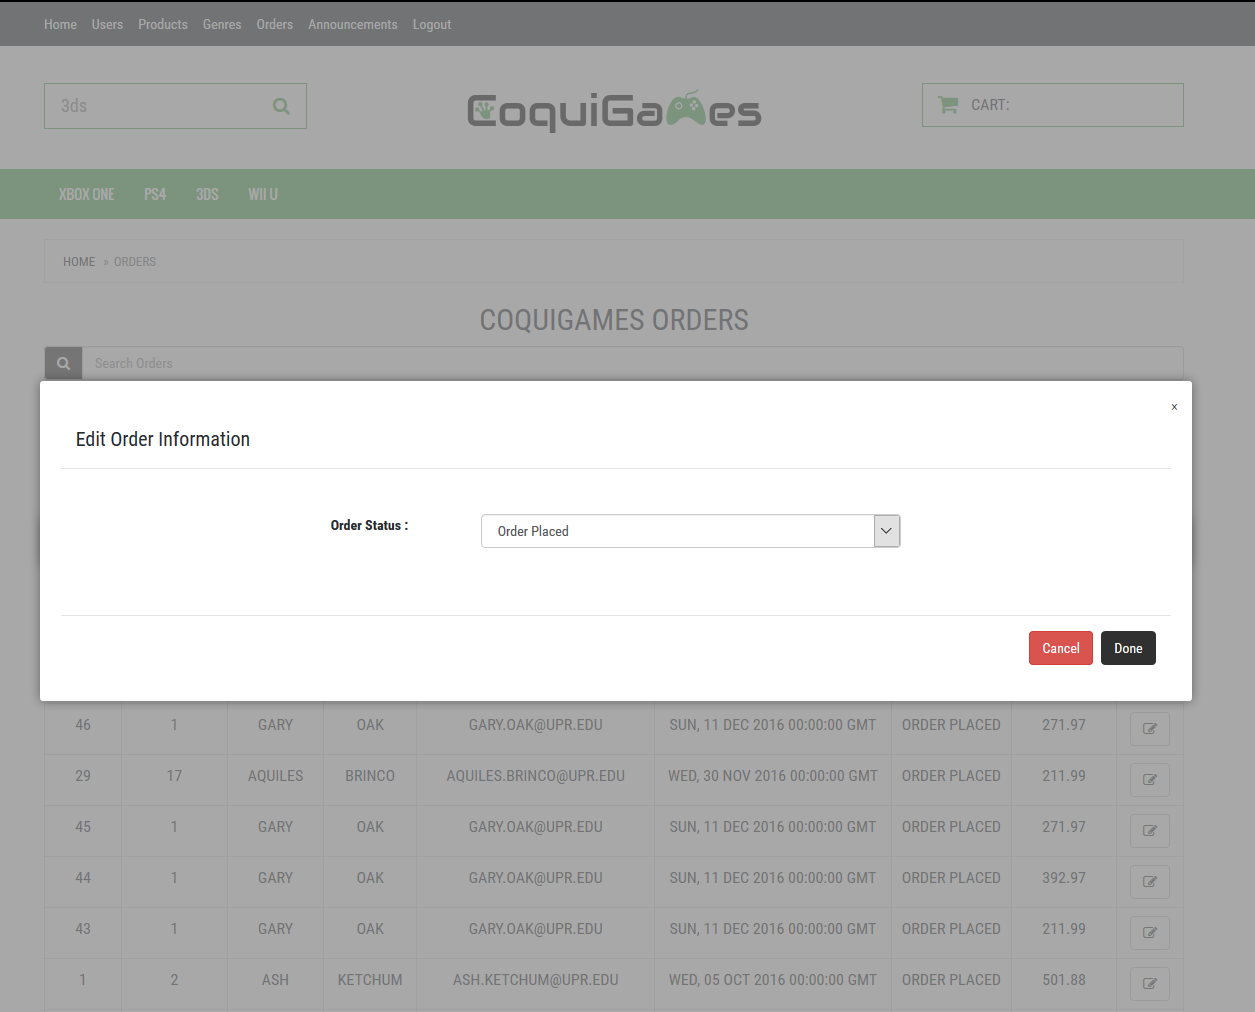 Home Users Products Genres Orders Announcements Logout
3ds
CoquiGames
CART:
XBOX ONE PS4 3DS WII U
HOME » ORDERS
COQUIGAMES ORDERS
Search Orders
x
Edit Order Information
Order Status :
Order Placed
Cancel Done
46 1 GARY OAK GARY.OAK@UPR.EDU SUN, 11 DEC 2016 00:00:00 GMT ORDER PLACED 271.97
29 17 AQUILES BRINCO AQUILES.BRINCO@UPR.EDU WED, 30 NOV 2016 00:00:00 GMT ORDER PLACED 211.99
45 1 GARY OAK GARY.OAK@UPR.EDU SUN, 11 DEC 2016 00:00:00 GMT ORDER PLACED 271.97
44 1 GARY OAK GARY.OAK@UPR.EDU SUN, 11 DEC 2016 00:00:00 GMT ORDER PLACED 392.97
43 1 GARY OAK GARY.OAK@UPR.EDU SUN, 11 DEC 2016 00:00:00 GMT ORDER PLACED 211.99
1 2 ASH KETCHUM ASH.KETCHUM@UPR.EDU WED, 05 OCT 2016 00:00:00 GMT ORDER PLACED 501.88